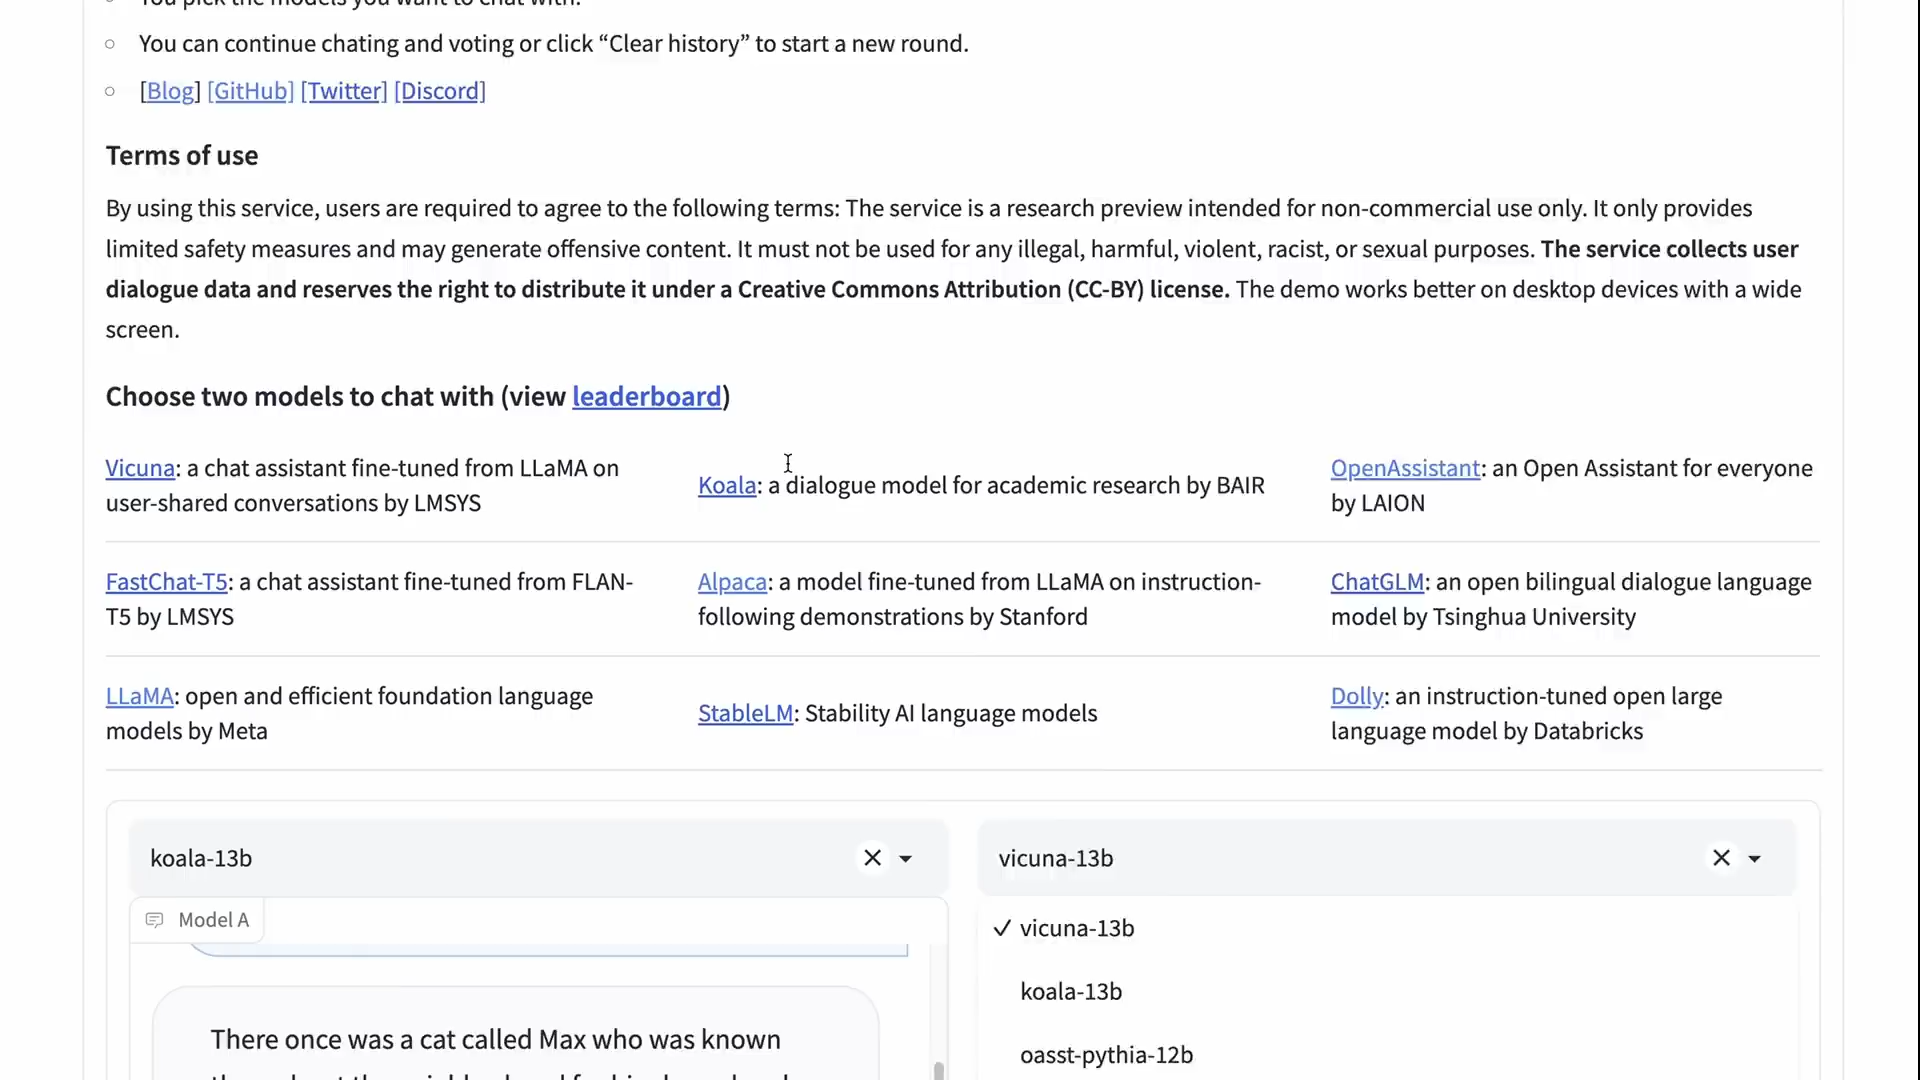 You pick the models you want to chat with.
You can continue chating and voting or click “Clear history” to start a new round.
[Blog] [GitHub] [Twitter] [Discord]
Terms of use
By using this service, users are required to agree to the following terms: The service is a research preview intended for non-commercial use only. It only provides
limited safety measures and may generate offensive content. It must not be used for any illegal, harmful, violent, racist, or sexual purposes. The service collects user
dialogue data and reserves the right to distribute it under a Creative Commons Attribution (CC-BY) license. The demo works better on desktop devices with a wide
screen.
Choose two models to chat with (view leaderboard)
Vicuna: a chat assistant fine-tuned from LLaMA on
user-shared conversations by LMSYS
Koala: a dialogue model for academic research by BAIR
OpenAssistant: an Open Assistant for everyone
by LAION
FastChat-T5: a chat assistant fine-tuned from FLAN-
T5 by LMSYS
Alpaca: a model fine-tuned from LLaMA on instruction-
following demonstrations by Stanford
ChatGLM: an open bilingual dialogue language
model by Tsinghua University
LLaMA: open and efficient foundation language
models by Meta
StableLM: Stability AI language models
Dolly: an instruction-tuned open large
language model by Databricks
koala-13b
vicuna-13b
Model A
There once was a cat called Max who was known
vicuna-13b
koala-13b
oasst-pythia-12b